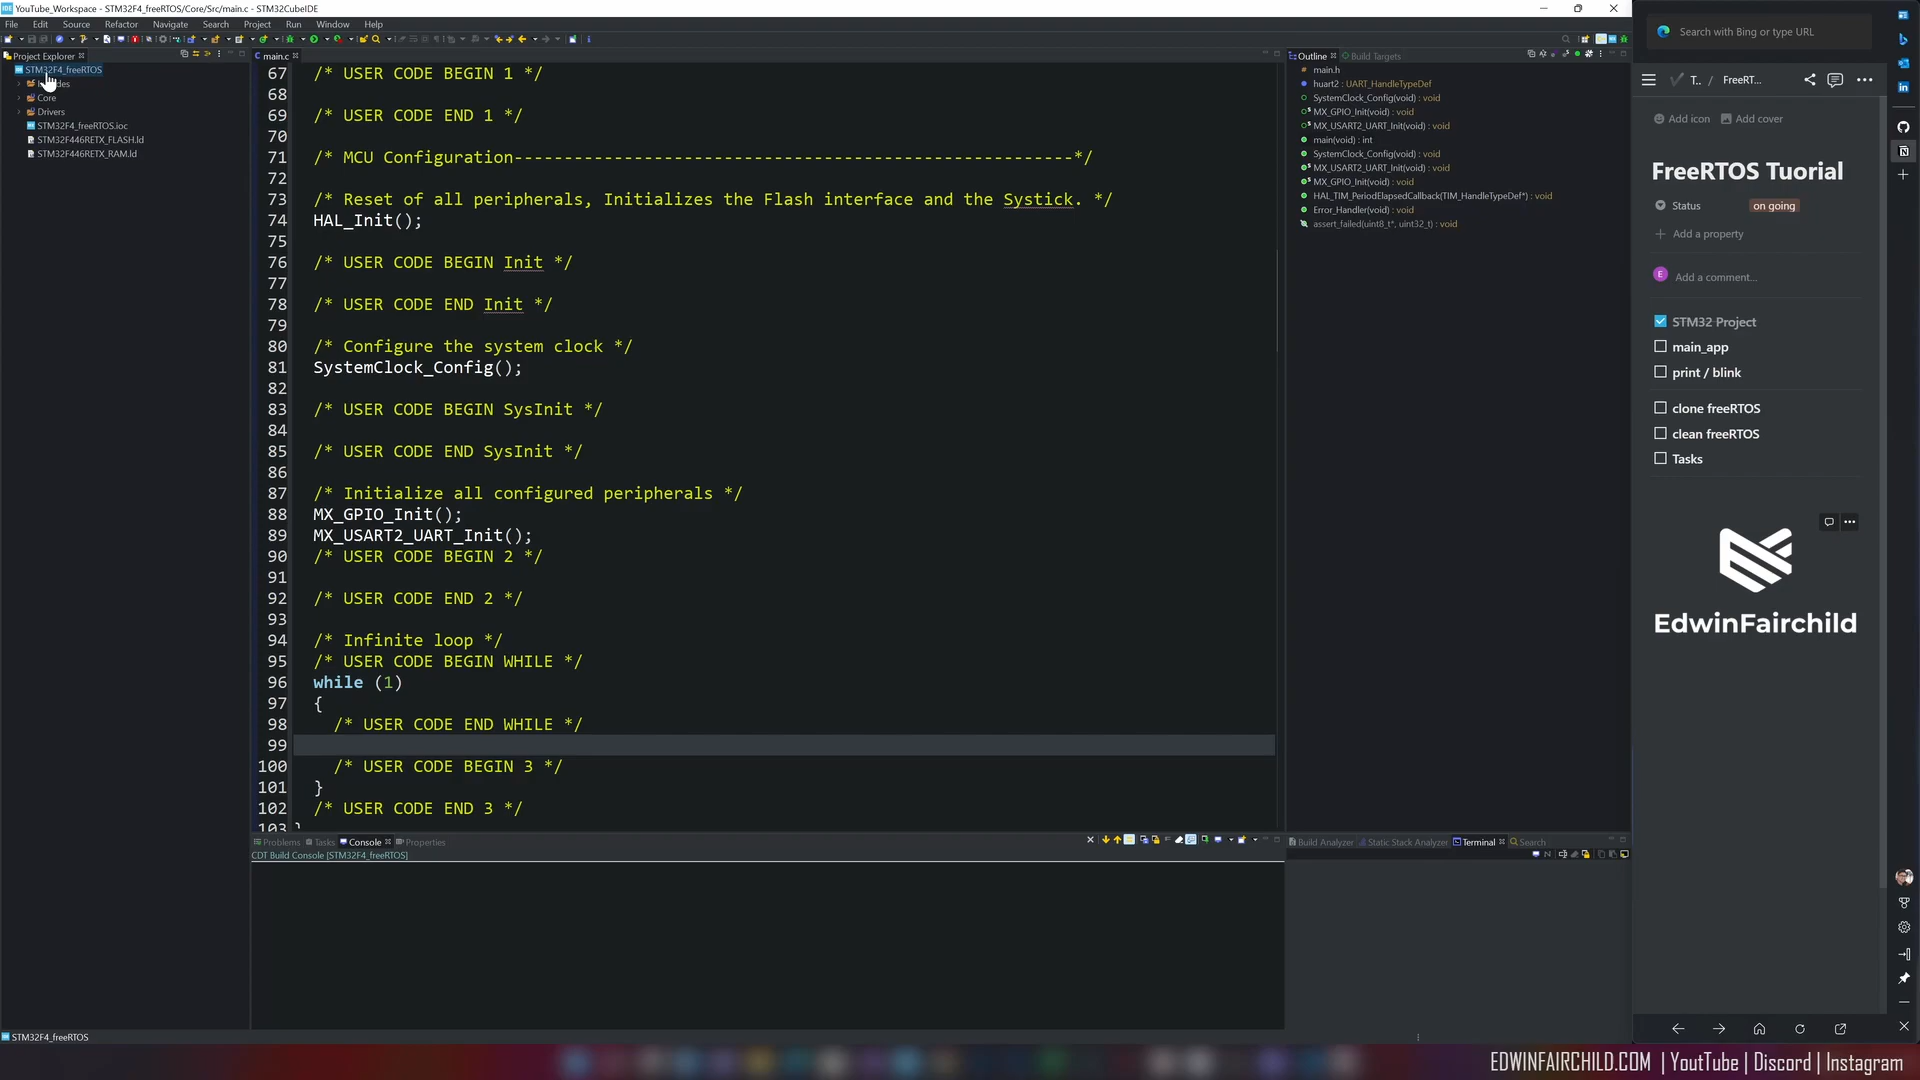 IDE YouTube_Workspace - STM32F4_freeRTOS/Core/Src/main.c - STM32CubeIDE
File Edit Source Refactor Navigate Search Project Run Window Help
Project Explorer
STM32F4_freeRTOS
Core
Drivers
STM32F4_freeRTOS.ioc
STM32F446RETX_FLASH.ld
STM32F446RETX_RAM.ld
main.c
67 /* USER CODE BEGIN 1 */
68
69 /* USER CODE END 1 */
70
71 /* MCU Configuration--------------------------------------------------------*/
72
73 /* Reset of all peripherals, Initializes the Flash interface and the Systick. */
74 HAL_Init();
75
76 /* USER CODE BEGIN Init */
77
78 /* USER CODE END Init */
79
80 /* Configure the system clock */
81 SystemClock_Config();
82
83 /* USER CODE BEGIN SysInit */
84
85 /* USER CODE END SysInit */
86
87 /* Initialize all configured peripherals */
88 MX_GPIO_Init();
89 MX_USART2_UART_Init();
90 /* USER CODE BEGIN 2 */
91
92 /* USER CODE END 2 */
93
94 /* Infinite loop */
95 /* USER CODE BEGIN WHILE */
96 while (1)
97 {
98 /* USER CODE END WHILE */
99
100 /* USER CODE BEGIN 3 */
101 }
102 /* USER CODE END 3 */
103 }
Outline Build Targets
main.h
huart2 : UART_HandleTypeDef
SystemClock_Config(void) : void
MX_GPIO_Init(void) : void
MX_USART2_UART_Init(void) : void
main(void) : int
SystemClock_Config(void) : void
MX_USART2_UART_Init(void) : void
MX_GPIO_Init(void) : void
HAL_TIM_PeriodElapsedCallback(TIM_HandleTypeDef*) : void
Error_Handler(void) : void
assert_failed(uint8_t*, uint32_t) : void
Problems Tasks Console Properties
CDT Build Console [STM32F4_freeRTOS]
Build Analyzer Static Stack Analyzer Terminal Search
STM32F4_freeRTOS
Search with Bing or type URL
T.. / FreeRT...
Add icon Add cover
FreeRTOS Tuorial
Status on going
Add a property
E Add a comment...
STM32 Project
main_app
print / blink
clone freeRTOS
clean freeRTOS
Tasks
EdwinFairchild
EDWINFAIRCHILD.COM | YoutTube | Discord | Instagram